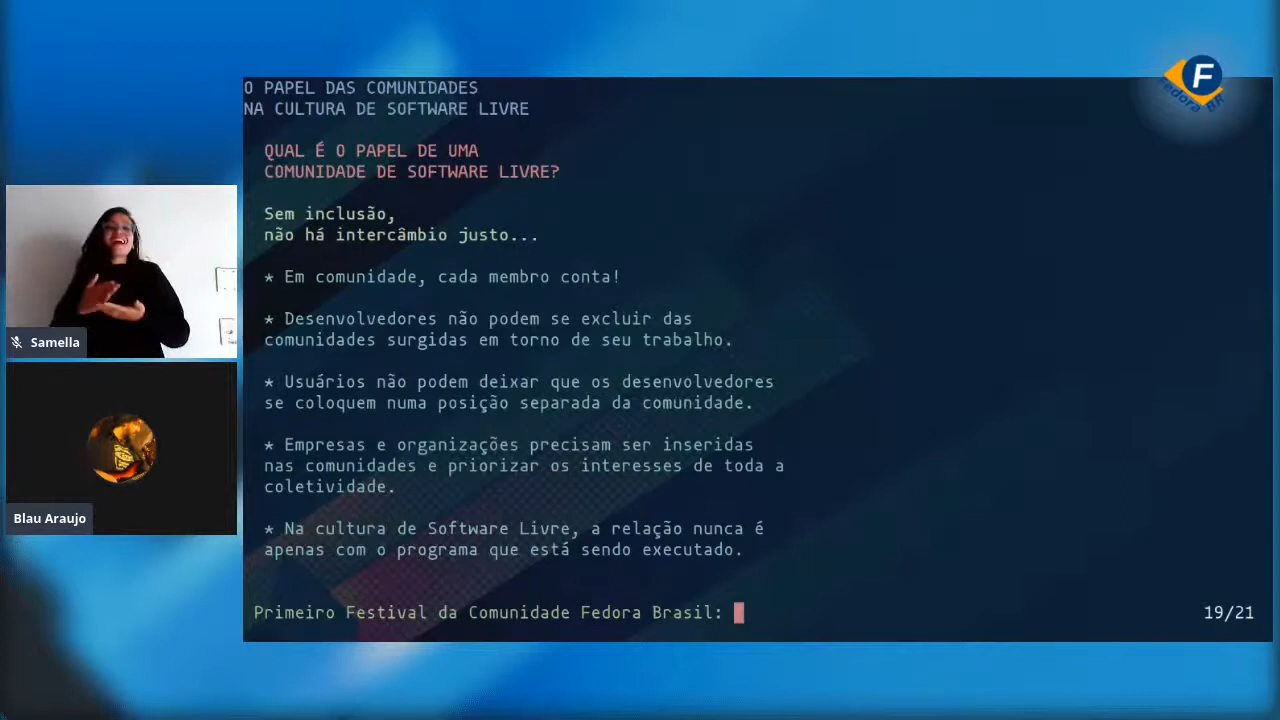 O PAPEL DAS COMUNIDADES
NA CULTURA DE SOFTWARE LIVRE
QUAL É O PAPEL DE UMA
COMUNIDADE DE SOFTWARE LIVRE?
Sem inclusão,
não há intercâmbio justo...
* Em comunidade, cada membro conta!
* Desenvolvedores não podem se excluir das
comunidades surgidas em torno de seu trabalho.
* Usuários não podem deixar que os desenvolvedores
se coloquem numa posição separada da comunidade.
* Empresas e organizações precisam ser inseridas
nas comunidades e priorizar os interesses de toda a
coletividade.
* Na cultura de Software Livre, a relação nunca é
apenas com o programa que está sendo executado.
Primeiro Festival da Comunidade Fedora Brasil:
19/21
Samella
Blau Araujo
F
Fedora BR